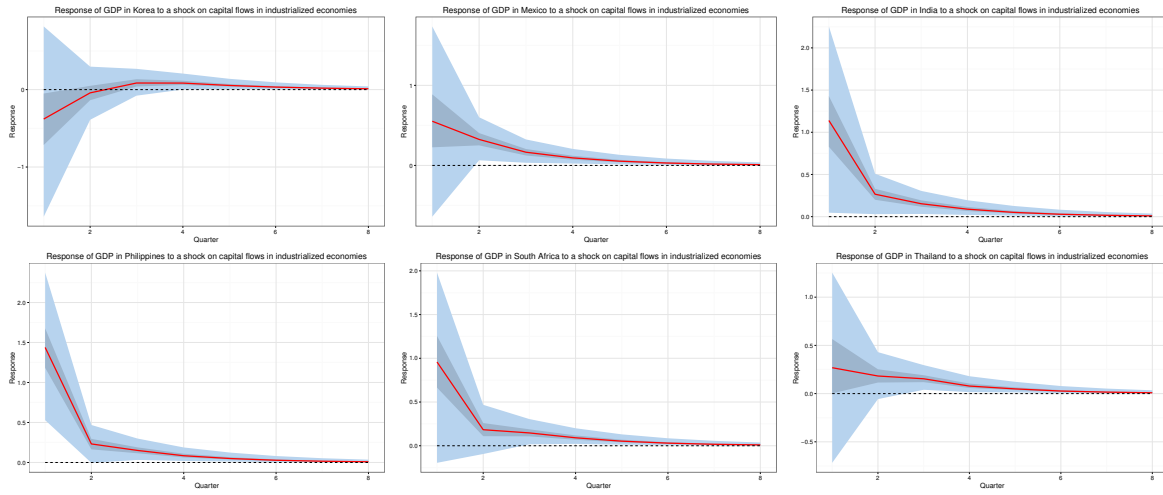 Response of GDP in Korea to a shock on capital flows in industrialized economies
Response
0
−1
2
4
6
8
Quarter
Response of GDP in Mexico to a shock on capital flows in industrialized economies
Response
1
0
2
4
6
8
Quarter
Response of GDP in India to a shock on capital flows in industrialized economies
Response
2.0
1.5
1.0
0.5
0.0
2
4
6
8
Quarter
Response of GDP in Philippines to a shock on capital flows in industrialized economies
Response
2.0
1.5
1.0
0.5
0.0
2
4
6
8
Quarter
Response of GDP in South Africa to a shock on capital flows in industrialized economies
Response
2.0
1.5
1.0
0.5
0.0
2
4
6
8
Quarter
Response of GDP in Thailand to a shock on capital flows in industrialized economies
Response
1.0
0.5
0.0
−0.5
2
4
6
8
Quarter